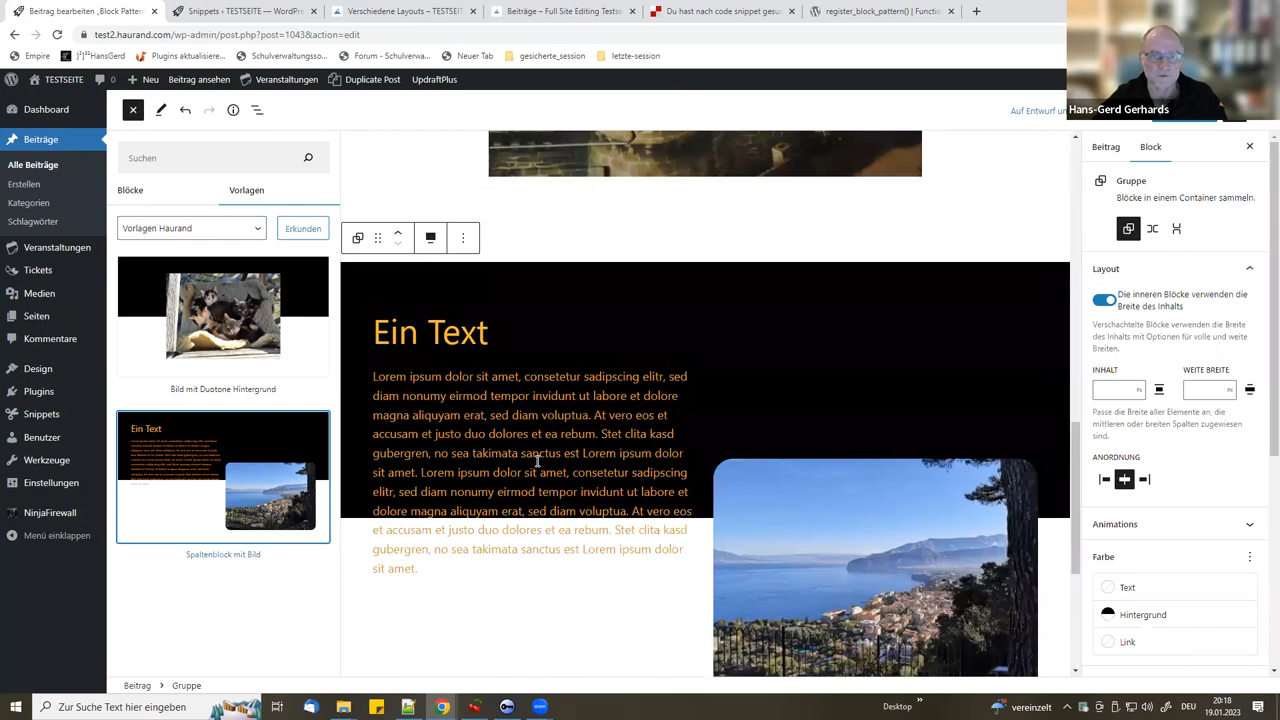 Beitrag bearbeiten „Block Pattern
Snippets ‹ TESTSEITE — WordPre
Verschiedene Layouts – TESTSEIT
Beiträge – Full Site Editing Testse
Du hast nach code snippet gesuc
register_block_pattern() | Functio
test2.haurand.com/wp-admin/post.php?post=1043&action=edit
Empire
HansGerd
Plugins aktualisiere...
Schulverwaltungsso...
Forum - Schulverwa...
Neuer Tab
gesicherte_session
letzte-session
TESTSEITE
0
Neu
Beitrag ansehen
Veranstaltungen
Duplicate Post
UpdraftPlus
Hans-Gerd Gerhards
Dashboard
Beiträge
Alle Beiträge
Erstellen
Kategorien
Schlagwörter
Veranstaltungen
Tickets
Medien
Seiten
Kommentare
Design
Plugins
Snippets
Benutzer
Werkzeuge
Einstellungen
NinjaFirewall
Menü einklappen
Suchen
Blöcke
Vorlagen
Vorlagen Haurand
Erkunden
Bild mit Duotone Hintergrund
Ein Text
Spaltenblock mit Bild
Auf Entwurf un
Ein Text
Lorem ipsum dolor sit amet, consetetur sadipscing elitr, sed
diam nonumy eirmod tempor invidunt ut labore et dolore
magna aliquyam erat, sed diam voluptua. At vero eos et
accusam et justo duo dolores et ea rebum. Stet clita kasd
gubergren, no sea takimata sanctus est Lorem ipsum dolor
sit amet. Lorem ipsum dolor sit amet, consetetur sadipscing
elitr, sed diam nonumy eirmod tempor invidunt ut labore et
dolore magna aliquyam erat, sed diam voluptua. At vero eos
et accusam et justo duo dolores et ea rebum. Stet clita kasd
gubergren, no sea takimata sanctus est Lorem ipsum dolor
sit amet.
Beitrag
Block
Gruppe
Blöcke in einem Container sammeln.
Layout
Die inneren Blöcke verwenden die
Breite des Inhalts
Verschachtelte Blöcke verwenden die Breite
des Inhalts mit Optionen für volle und weite
Breiten.
INHALT
WEITE BREITE
Passe die Breite aller Elemente an, die
mittleren oder breiten Spalten zugewiesen
sind.
ANORDNUNG
Animations
Farbe
Text
Hintergrund
Link
Beitrag
Gruppe
Zur Suche Text hier eingeben
Desktop
vereinzelt
DEU
20:18
19.01.2023